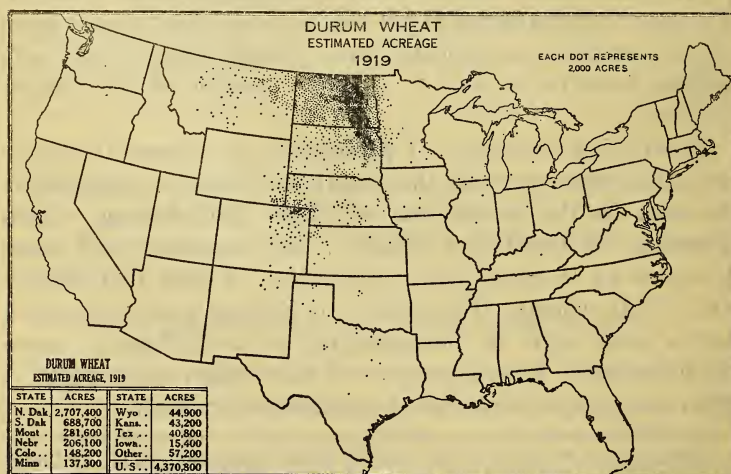 DURUM WHEAT
ESTIMATED ACREAGE
1919
EACH DOT REPRESENTS
2,000 ACRES
DURUM WHEAT
ESTIMATED ACREAGE, 1919
STATE ACRES STATE ACRES
N. Dak 2,707,400 Wyo . . 44,900
S. Dak 688,700 Kans. . 43,200
Mont . 281,600 Tex . . 40,800
Nebr . 206,100 Iowa. . 15,400
Colo. . . 148,200 Other . 57,200
Minn . 137,300 U. S. . 4,370,800